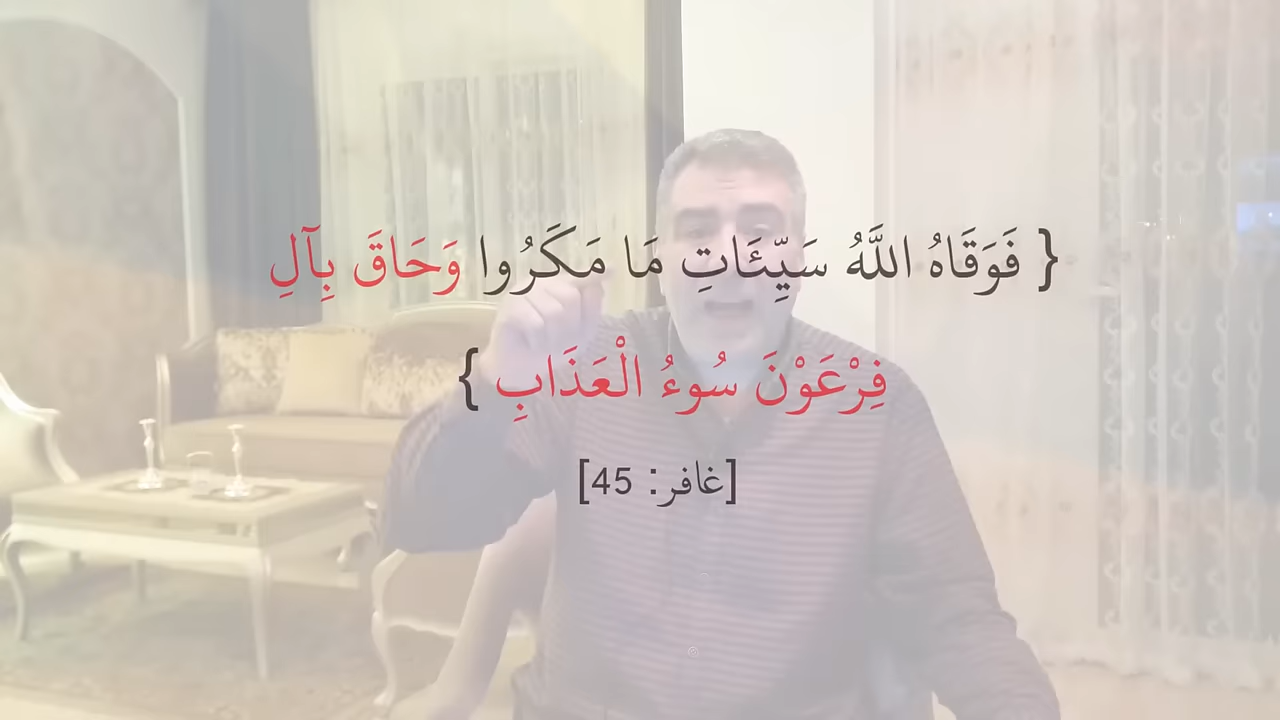 { فَوَقَاهُ اللَّهُ سَيِّئَاتِ مَا مَكَرُوا وَحَاقَ بِآلِ
فِرْعَوْنَ سُوءُ الْعَذَابِ }
[غافر: 45]